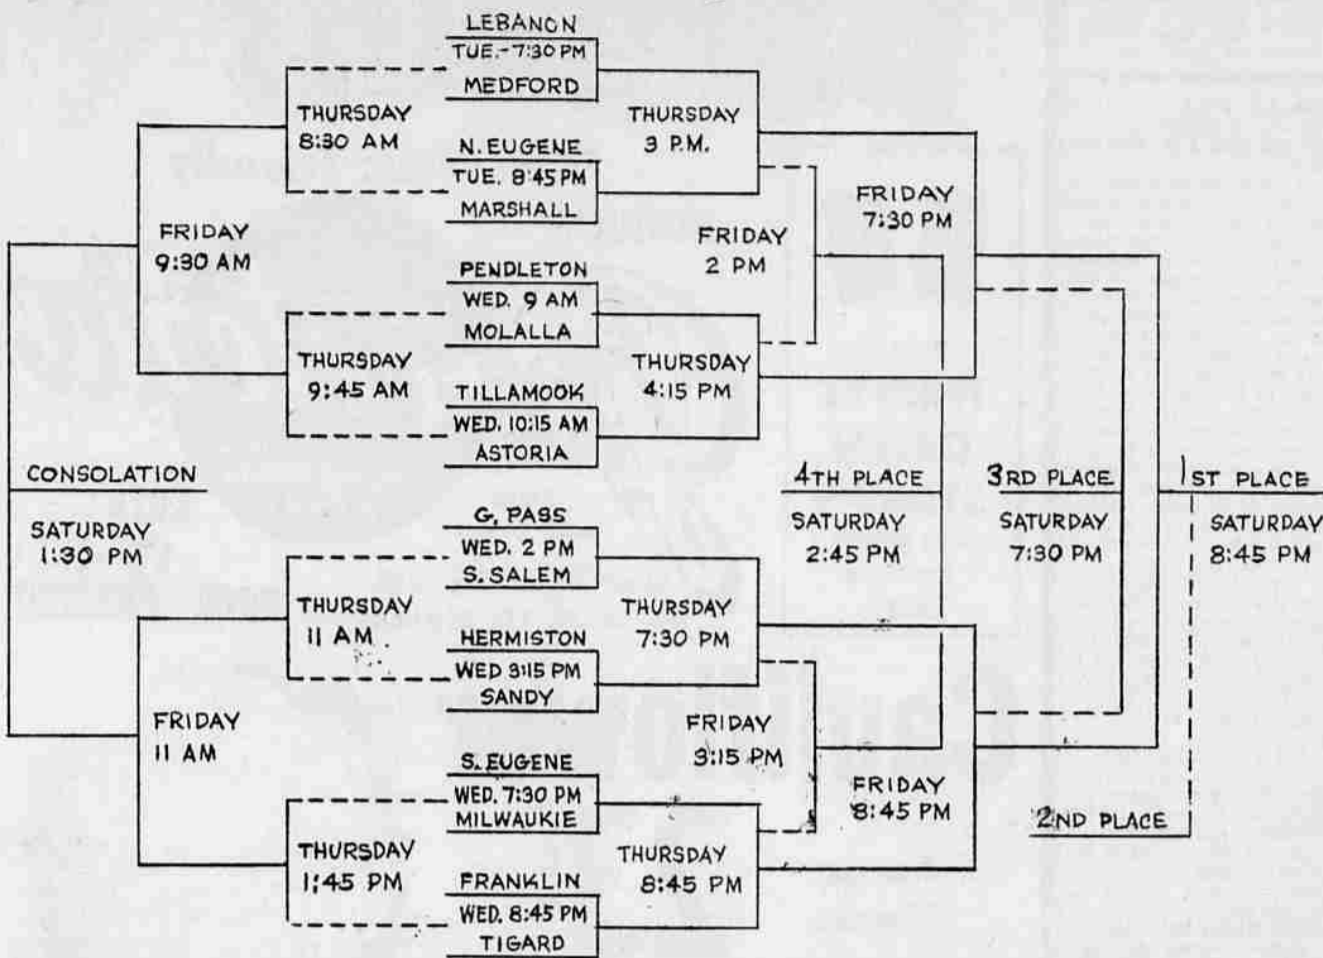 LEBANON
TUE.-7:30 PM
MEDFORD
THURSDAY
8:30 AM
THURSDAY
3 P.M.
N. EUGENE
TUE. 8:45 PM
MARSHALL
FRIDAY
7:30 PM
FRIDAY
9:30 AM
FRIDAY
2 PM
PENDLETON
WED. 9 AM
MOLALLA
THURSDAY
9:45 AM
THURSDAY
4:15 PM
TILLAMOOK
WED. 10:15 AM
ASTORIA
CONSOLATION
SATURDAY
1:30 PM
4TH PLACE
SATURDAY
2:45 PM
3RD PLACE
SATURDAY
7:30 PM
1ST PLACE
SATURDAY
8:45 PM
G. PASS
WED. 2 PM
S. SALEM
THURSDAY
11 AM
THURSDAY
7:30 PM
HERMISTON
WED 3:15 PM
SANDY
FRIDAY
11 AM
FRIDAY
3:15 PM
S. EUGENE
WED. 7:30 PM
MILWAUKIE
FRIDAY
8:45 PM
2ND PLACE
THURSDAY
1:45 PM
THURSDAY
8:45 PM
FRANKLIN
WED. 8:45 PM
TIGARD